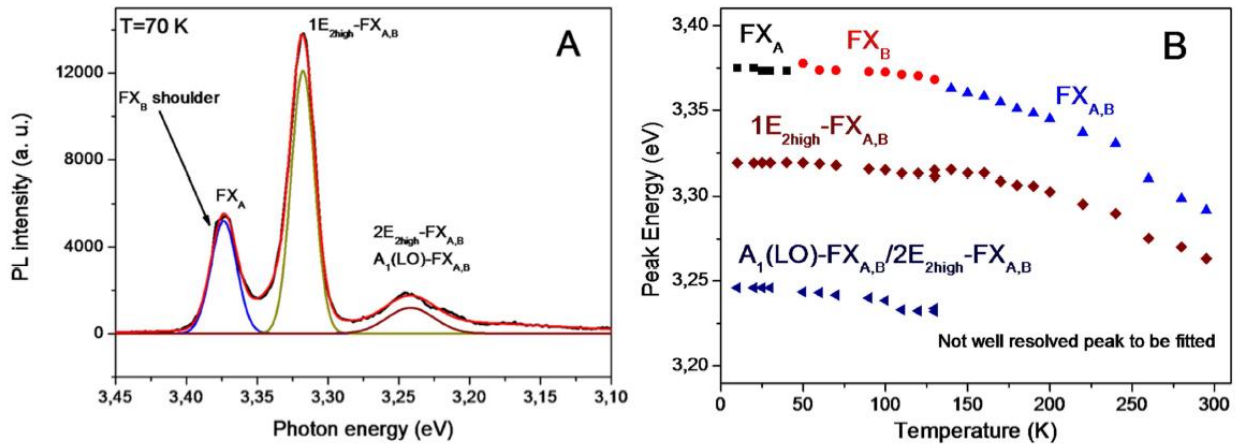 T=70 K
A
1E2high-FXA,B
FXB shoulder
FXA
2E2high-FXA,B
A1(LO)-FXA,B
PL intensity (a. u.)
12000
8000
4000
0
3,45 3,40 3,35 3,30 3,25 3,20 3,15 3,10
Photon energy (eV)
B
FXA
FXB
FXA,B
1E2high-FXA,B
A1(LO)-FXA,B/2E2high-FXA,B
Not well resolved peak to be fitted
Peak Energy (eV)
3,40
3,35
3,30
3,25
3,20
0 50 100 150 200 250 300
Temperature (K)